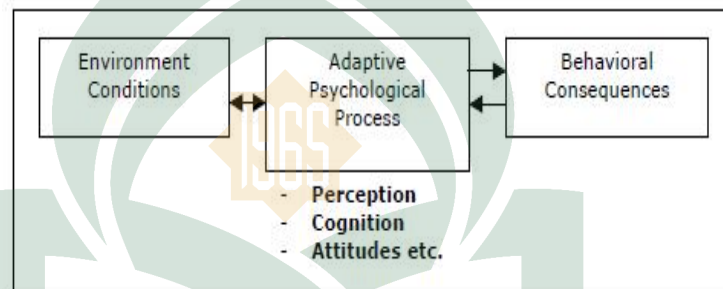 Environment
Conditions
Adaptive
Psychological
Process
Behavioral
Consequences
1965
- Perception
- Cognition
- Attitudes etc.